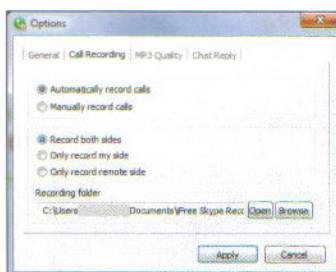 Options
General Call Recording MP3 Quality Chat Reply
Automatically record calls
Manually record calls
Record both sides
Only record my side
Only record remote side
Recording folder
C:\Users Documents\Free Skype Rec Open Browse
Apply Cancel